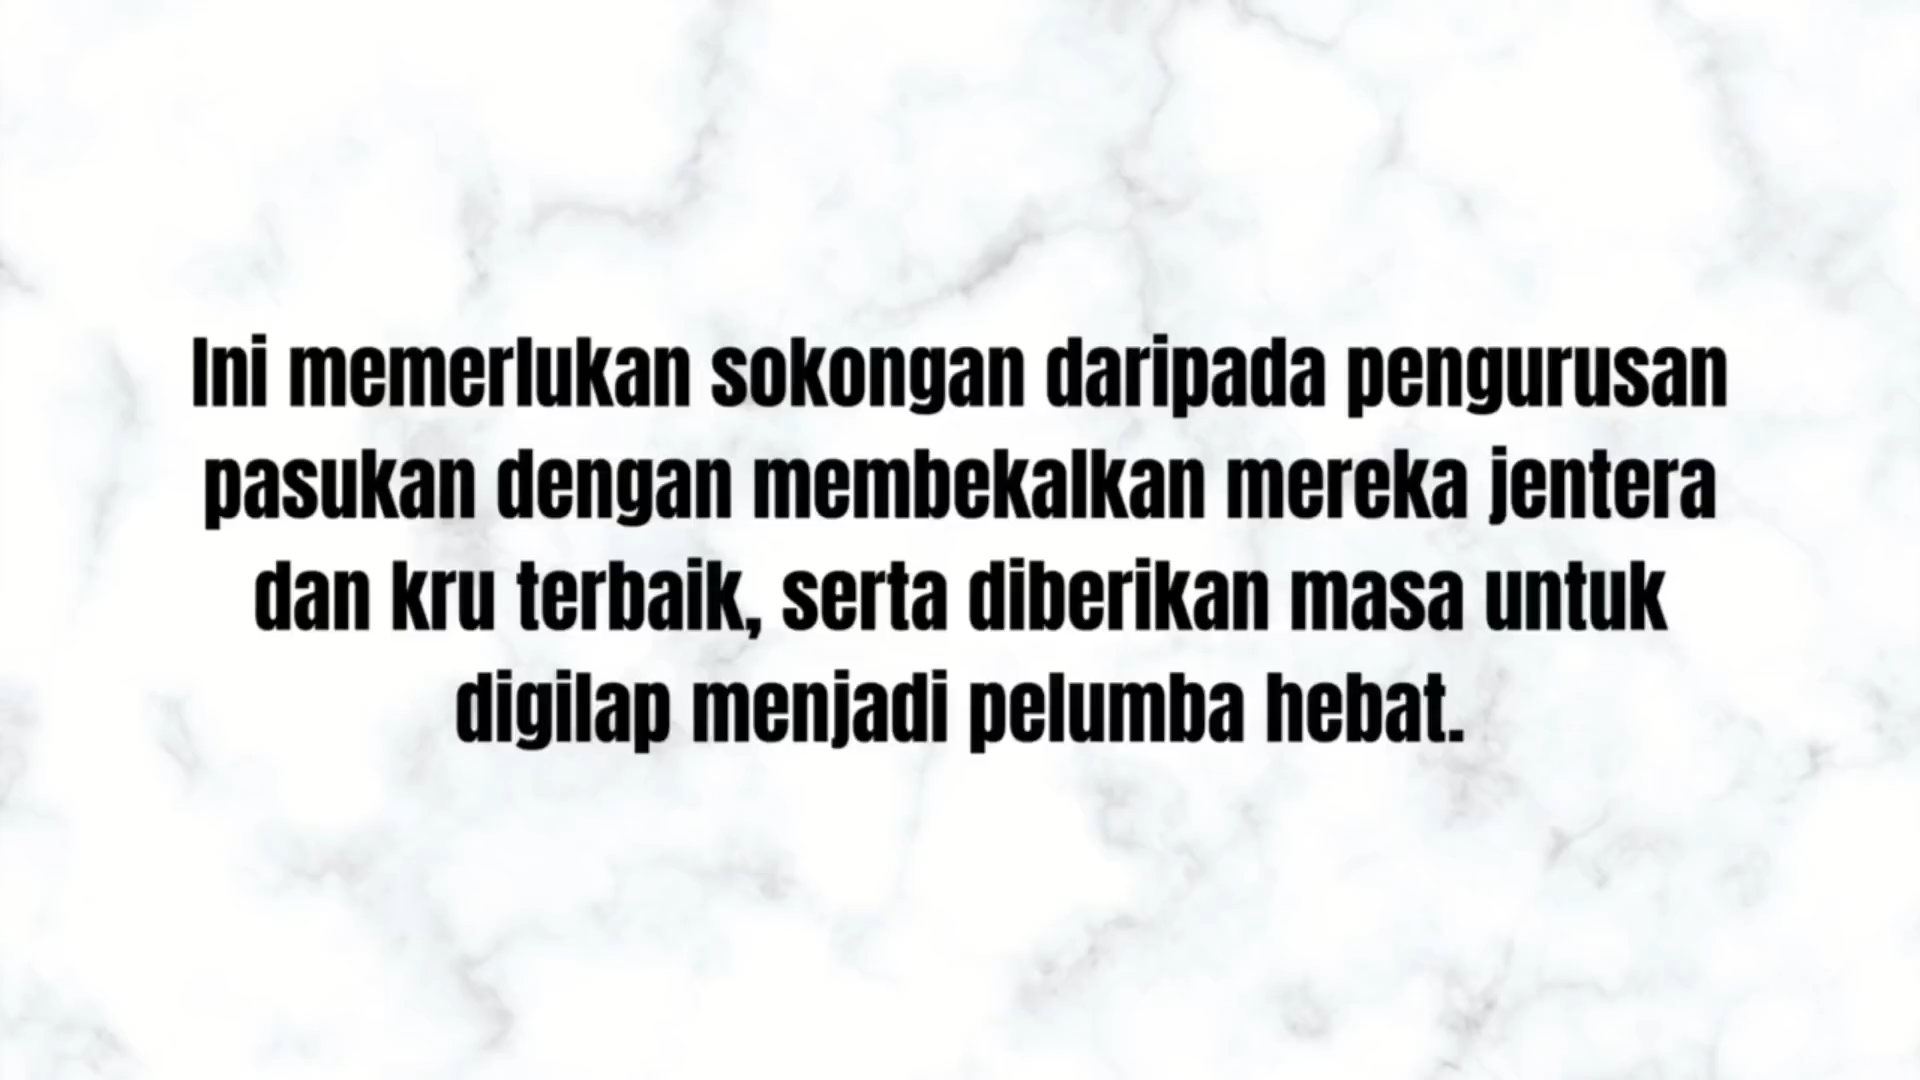 Ini memerlukan sokongan daripada pengurusan
pasukan dengan membekalkan mereka jentera
dan kru terbaik, serta diberikan masa untuk
digilap menjadi pelumba hebat.